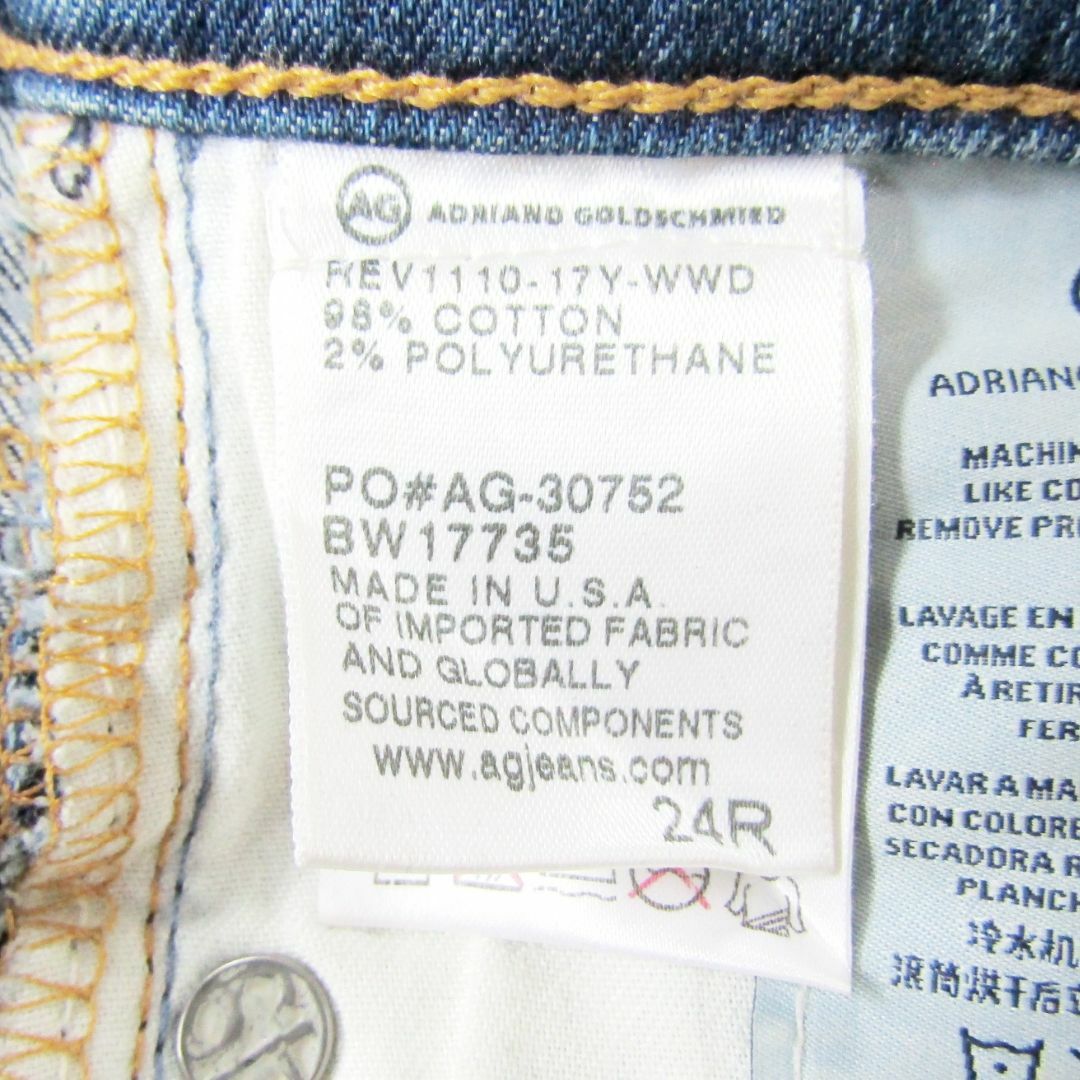 AG ADRIANO GOLDSCHMIED
REV1110-17Y-WWD
98% COTTON
2% POLYURETHANE
PO#AG-30752
BW17735
MADE IN U.S.A.
OF IMPORTED FABRIC
AND GLOBALLY
SOURCED COMPONENTS
www.agjeans.com
24R
ADRIANO
MACHIN
LIKE CO
REMOVE PR
LAVAGE EN
COMME CO
À RETIR
FER
LAVAR A MA
CON COLORE
SECADORA R
PLANCH
冷水机
滚筒烘干后立